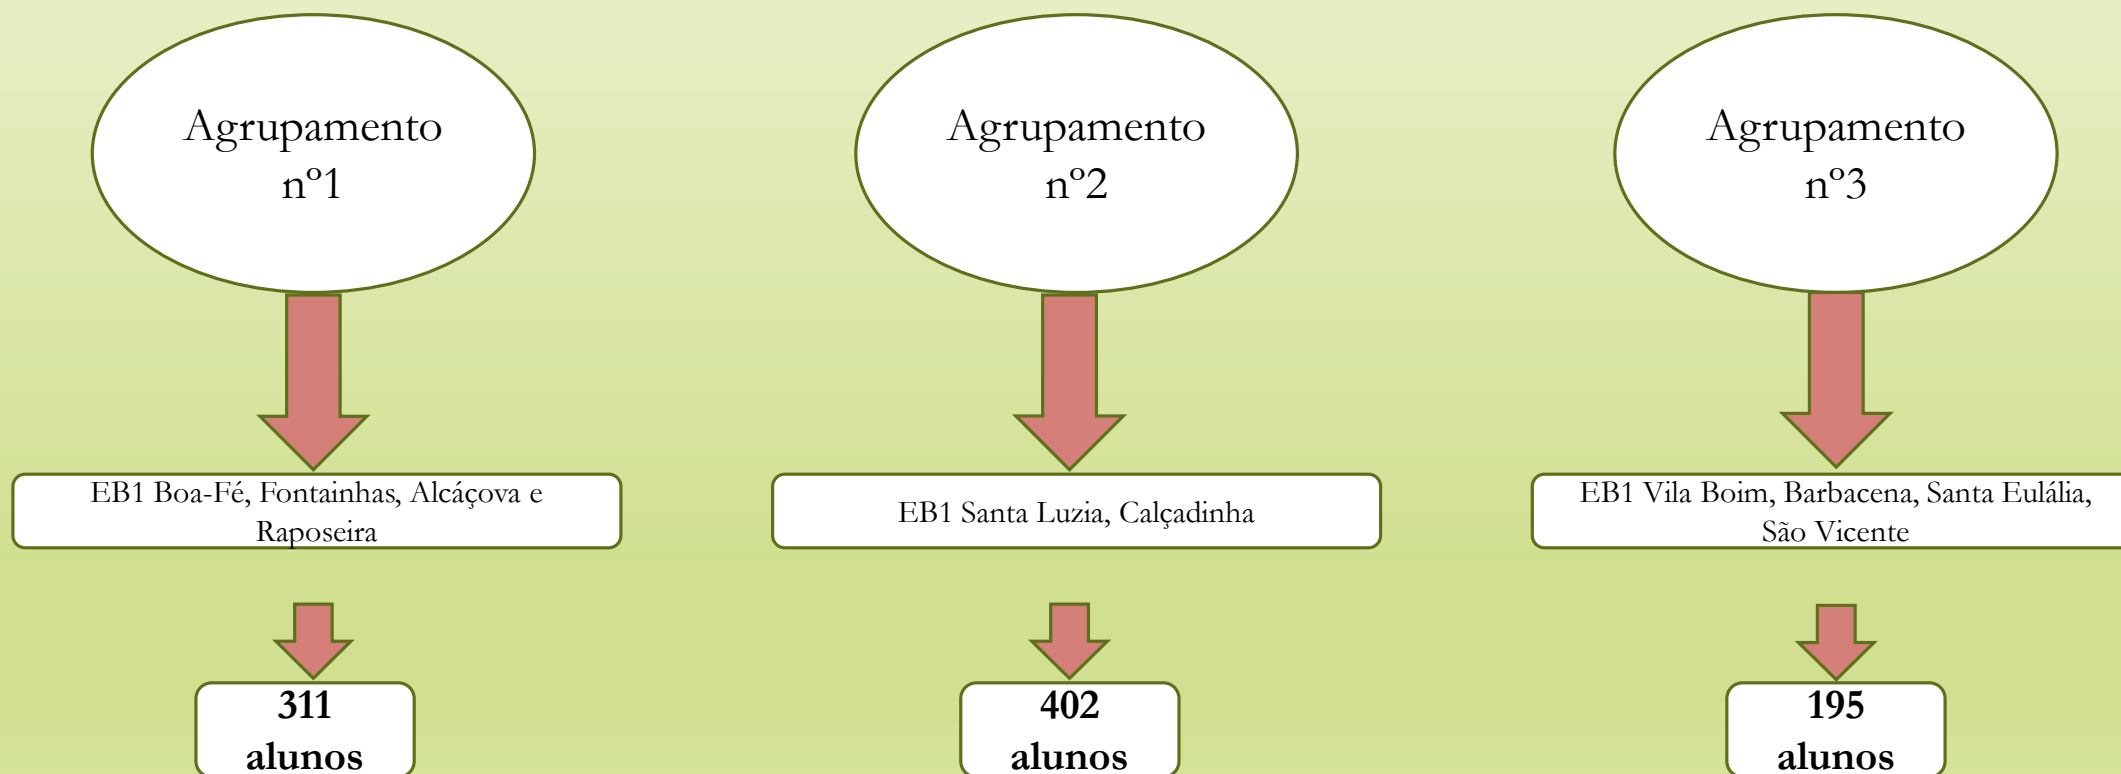 Agrupamento
nº1
Agrupamento
nº2
Agrupamento
nº3
EB1 Boa-Fé, Fontainhas, Alcáçova e
Raposeira
EB1 Santa Luzia, Calçadinha
EB1 Vila Boim, Barbacena, Santa Eulália,
São Vicente
311
alunos
402
alunos
195
alunos